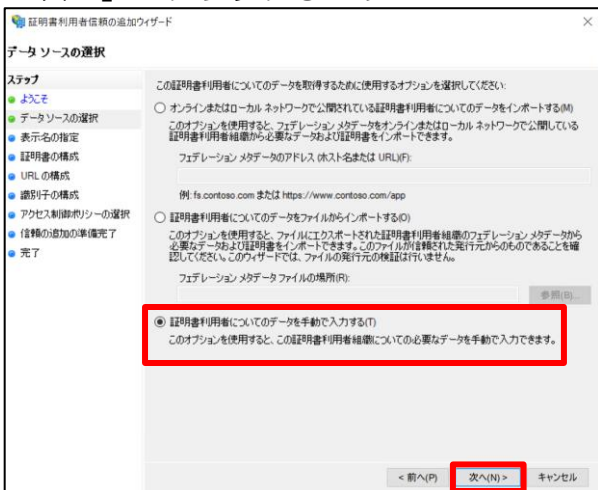 証明書利用者信頼の追加ウィザード
データ ソースの選択
ステップ
ようこそ
データソースの選択
表示名の指定
証明書の構成
URL の構成
識別子の構成
アクセス制御ポリシーの選択
信頼の追加の準備完了
完了
この証明書利用者についてのデータを取得するために使用するオプションを選択してください:
オンラインまたはローカル ネットワークで公開されている証明書利用者についてのデータをインポートする(M)
このオプションを使用すると、フェデレーション メタデータをオンラインまたはローカル ネットワークで公開している
証明書利用者組織から必要なデータおよび証明書をインポートできます。
フェデレーション メタデータのアドレス (ホスト名または URL)(F):
例: fs.contoso.com または https://www.contoso.com/app
証明書利用者についてのデータをファイルからインポートする(O)
このオプションを使用すると、ファイルにエクスポートされた証明書利用者組織のフェデレーション メタデータから
必要なデータおよび証明書をインポートできます。このファイルが信頼された発行元からのものであることを確
認してください。このウィザードでは、ファイルの発行元の検証は行いません。
フェデレーション メタデータ ファイルの場所(R):
参照(B)...
証明書利用者についてのデータを手動で入力する(T)
このオプションを使用すると、この証明書利用者組織についての必要なデータを手動で入力できます。
< 前へ(P)
次へ(N) >
キャンセル